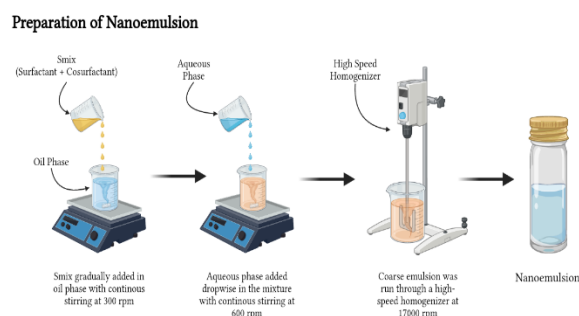 Preparation of Nanoemulsion
Smix
(Surfactant + Cosurfactant)
Oil Phase
Aqueous
Phase
High Speed
Homogenizer
Smix gradually added in
oil phase with continous
stirring at 300 rpm
Aqueous phase added
dropwise in the mixture
with continous stirring at
600 rpm
Coarse emulsion was
run through a high-
speed homogenizer at
17000 rpm
Nanoemulsion